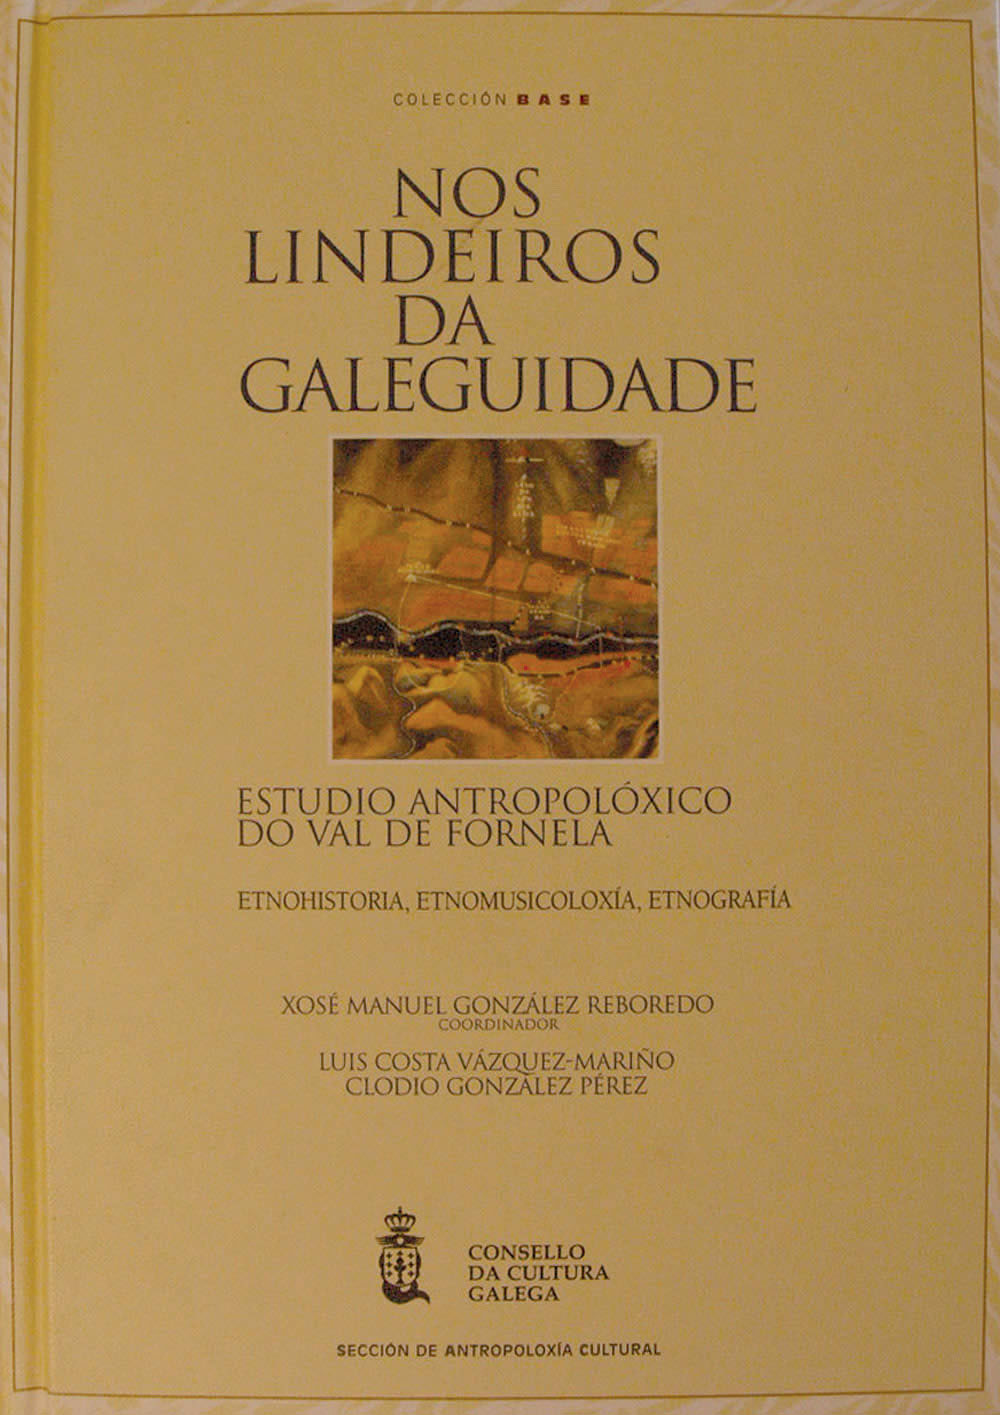 COLECCIÓN BASE
NOS
LINDEIROS
DA
GALEGUIDADE
ESTUDIO ANTROPOLÓXICO
DO VAL DE FORNELA
ETNOHISTORIA, ETNOMUSICOLOXÍA, ETNOGRAFÍA
XOSÉ MANUEL GONZÁLEZ REBOREDO
COORDINADOR
LUIS COSTA VÁZQUEZ-MARIÑO
CLODIO GONZÁLEZ PÉREZ
CONSELLO
DA CULTURA
GALEGA
SECCIÓN DE ANTROPOLOXÍA CULTURAL